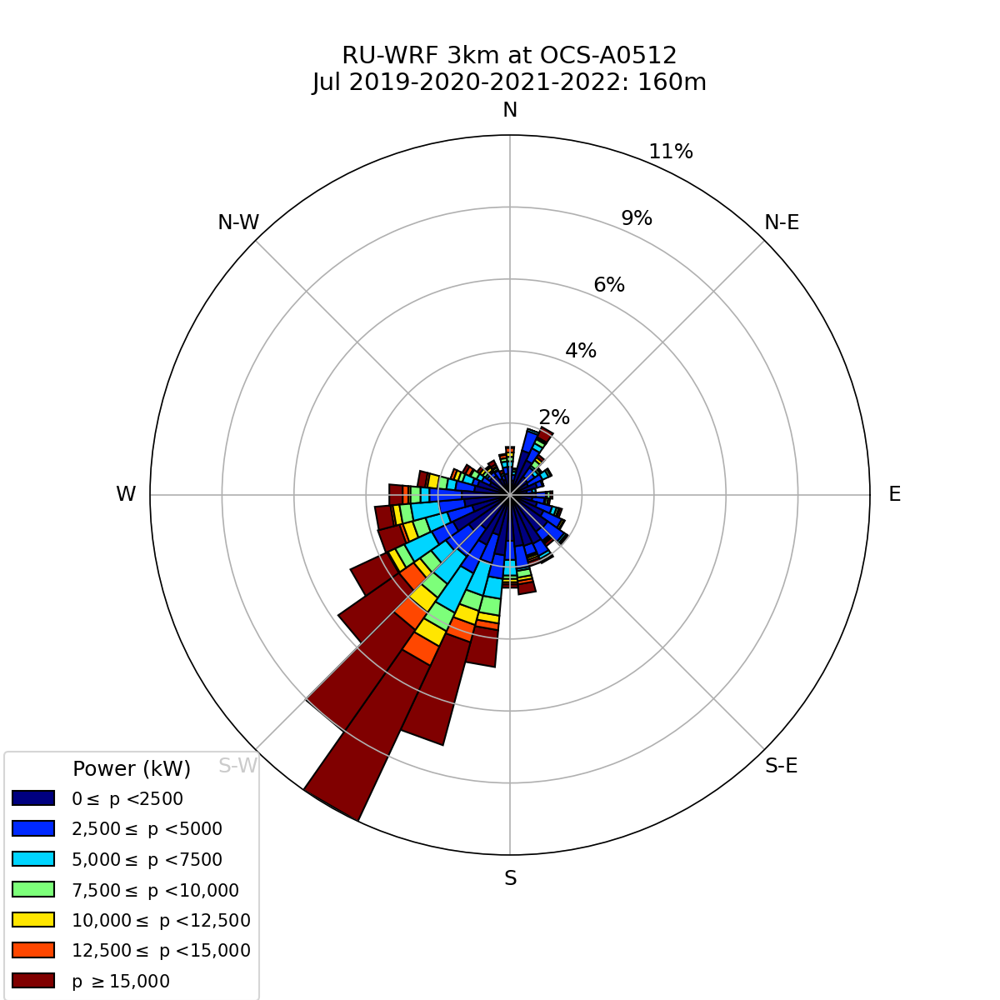 RU-WRF 3km at OCS-A0512
Jul 2019-2020-2021-2022: 160m
N
11%
9%
N-W
N-E
6%
4%
2%
W
E
S-W
S-E
S
Power (kW)
0≤ p <2500
2,500≤ p <5000
5,000≤ p <7500
7,500≤ p <10,000
10,000≤ p <12,500
12,500≤ p <15,000
p ≥15,000